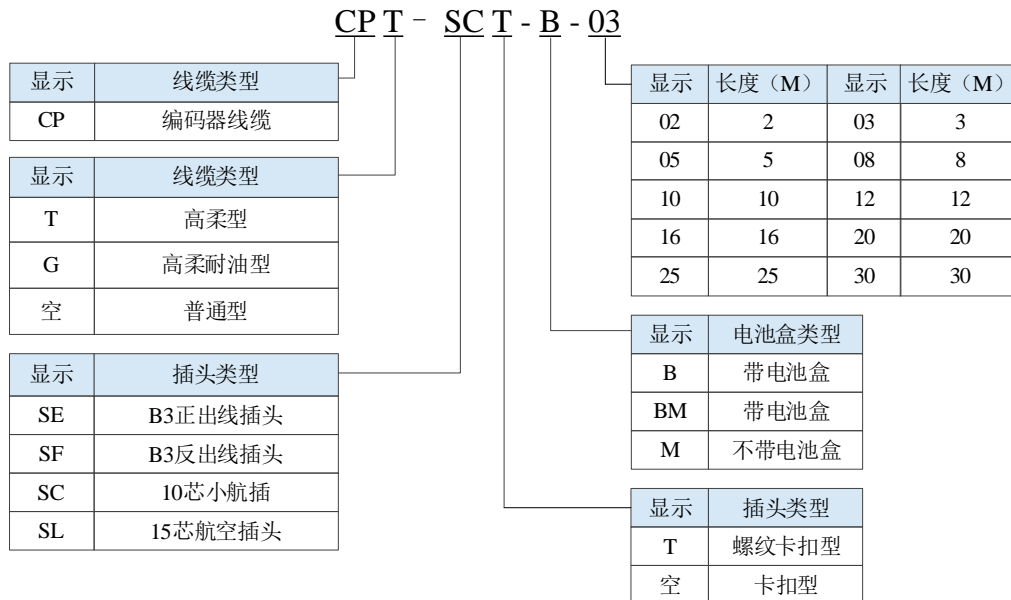 CPT - SCT - B - 03
显示 线缆类型
CP 编码器线缆
显示 线缆类型
T 高柔型
G 高柔耐油型
空 普通型
显示 插头类型
SE B3正出线插头
SF B3反出线插头
SC 10芯小航插
SL 15芯航空插头
显示 长度（M） 显示 长度（M）
02 2 03 3
05 5 08 8
10 10 12 12
16 16 20 20
25 25 30 30
显示 电池盒类型
B 带电池盒
BM 带电池盒
M 不带电池盒
显示 插头类型
T 螺纹卡扣型
空 卡扣型